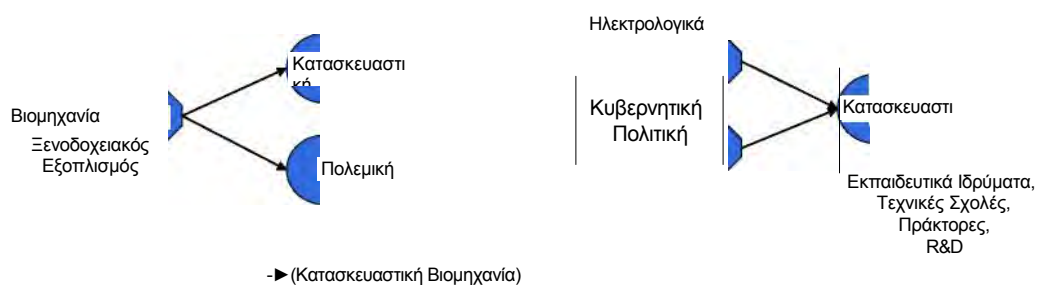 Ηλεκτρολογικά
Κατασκευαστι
Βιομηχανία
Ξενοδοχειακός
Εξοπλισμός
Πολεμική
Κυβερνητική
Πολιτική
Κατασκευαστι
Εκπαιδευτικά Ιδρύματα,
Τεχνικές Σχολές,
Πράκτορες,
R&D
-►(Κατασκευαστική Βιομηχανία)